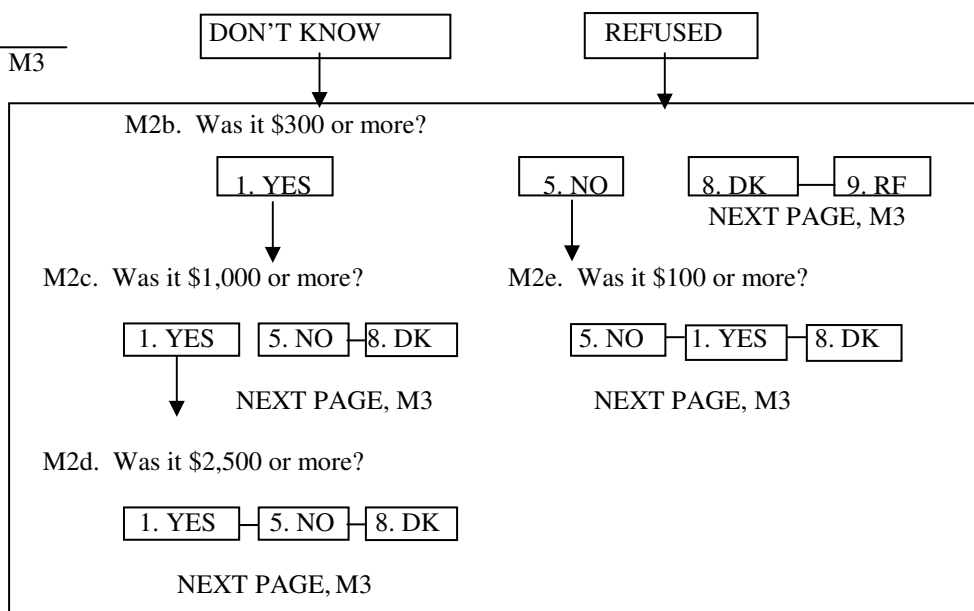 DON'T KNOW REFUSED
M3
M2b. Was it $300 or more?
1. YES 5. NO 8. DK 9. RF
NEXT PAGE, M3
M2c. Was it $1,000 or more? M2e. Was it $100 or more?
1. YES 5. NO 8. DK 5. NO 1. YES 8. DK
NEXT PAGE, M3 NEXT PAGE, M3
M2d. Was it $2,500 or more?
1. YES 5. NO 8. DK
NEXT PAGE, M3